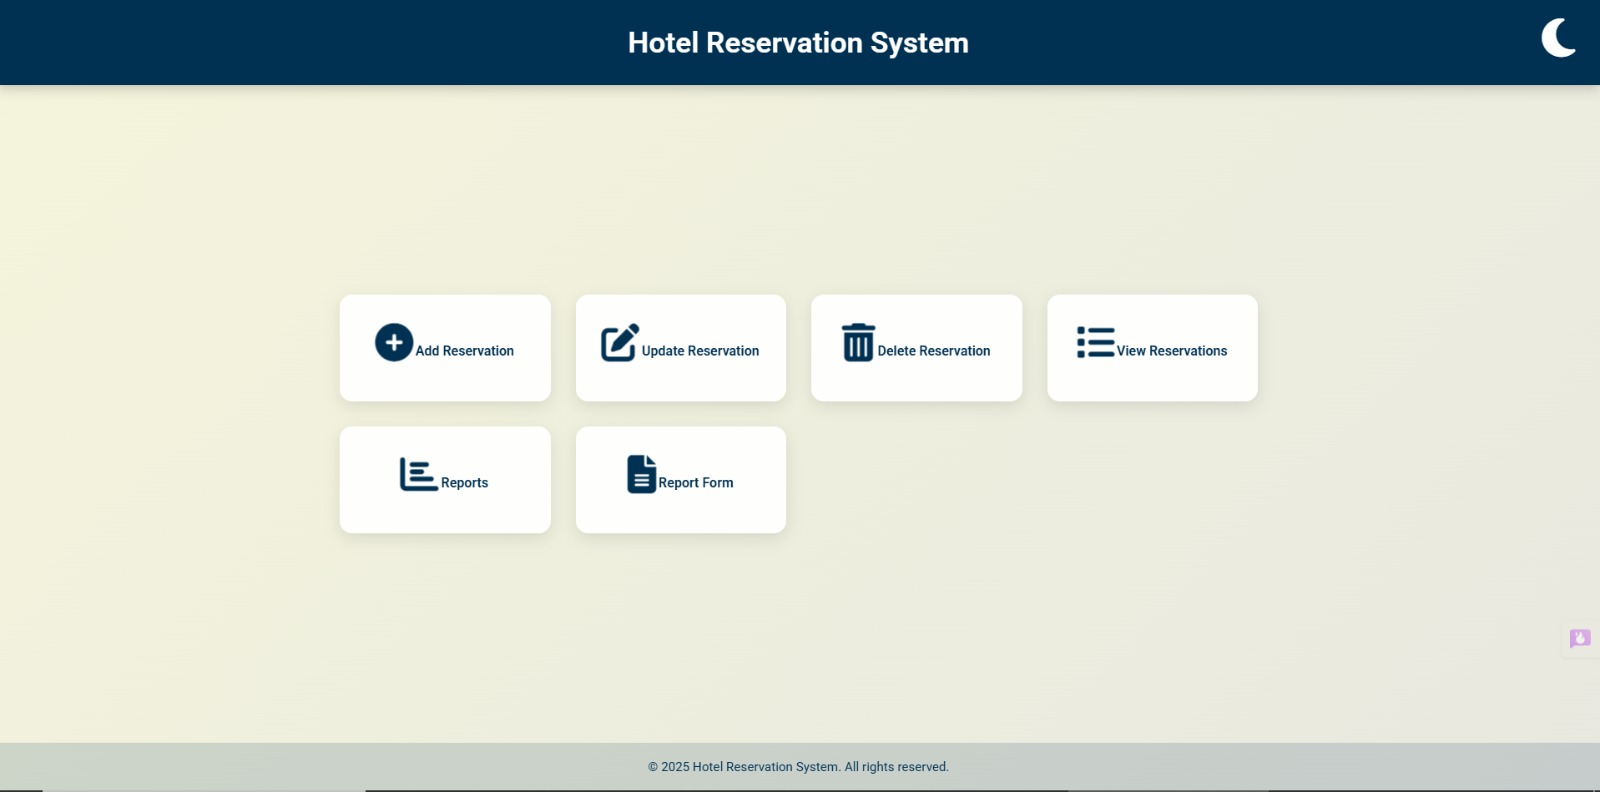 Hotel Reservation System
Add Reservation
Update Reservation
Delete Reservation
View Reservations
Reports
Report Form
© 2025 Hotel Reservation System. All rights reserved.